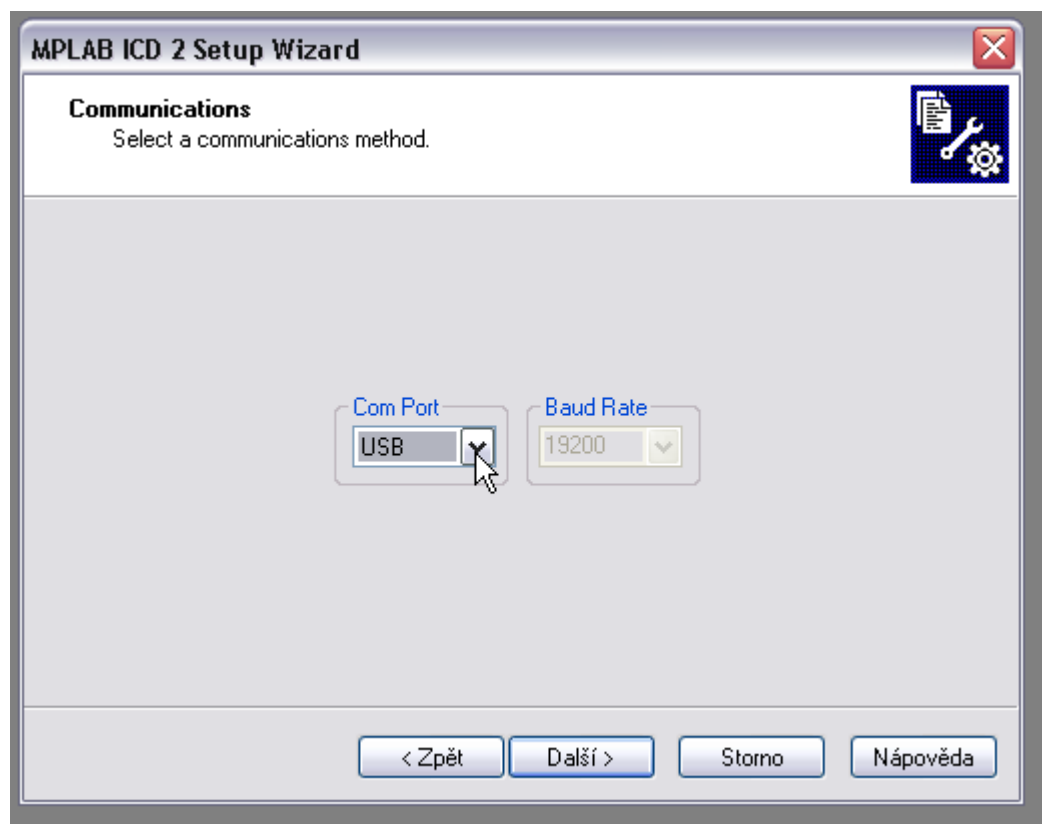 MPLAB ICD 2 Setup Wizard
Communications
Select a communications method.
Com Port
Baud Rate
USB
19200
< Zpět
Další >
Storno
Nápověda